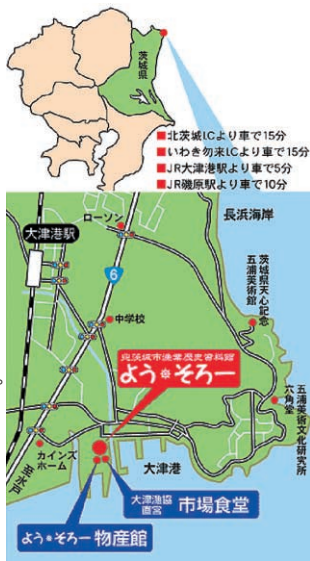 茨城県
■北茨城I.Cより車で15分
■いわき勿来I.Cより車で15分
■JR大津港駅より車で5分
■JR磯原駅より車で10分
長浜海岸
ローソン
大津港駅
6
茨城県天心記念
五浦美術館
中学校
北茨城市漁業歴史資料館
よう※そろー
六角堂
五浦美術文化研究所
カインズ
ホーム
至水戸
大津港
大津漁協
直営
市場食堂
よう※そろー 物産館